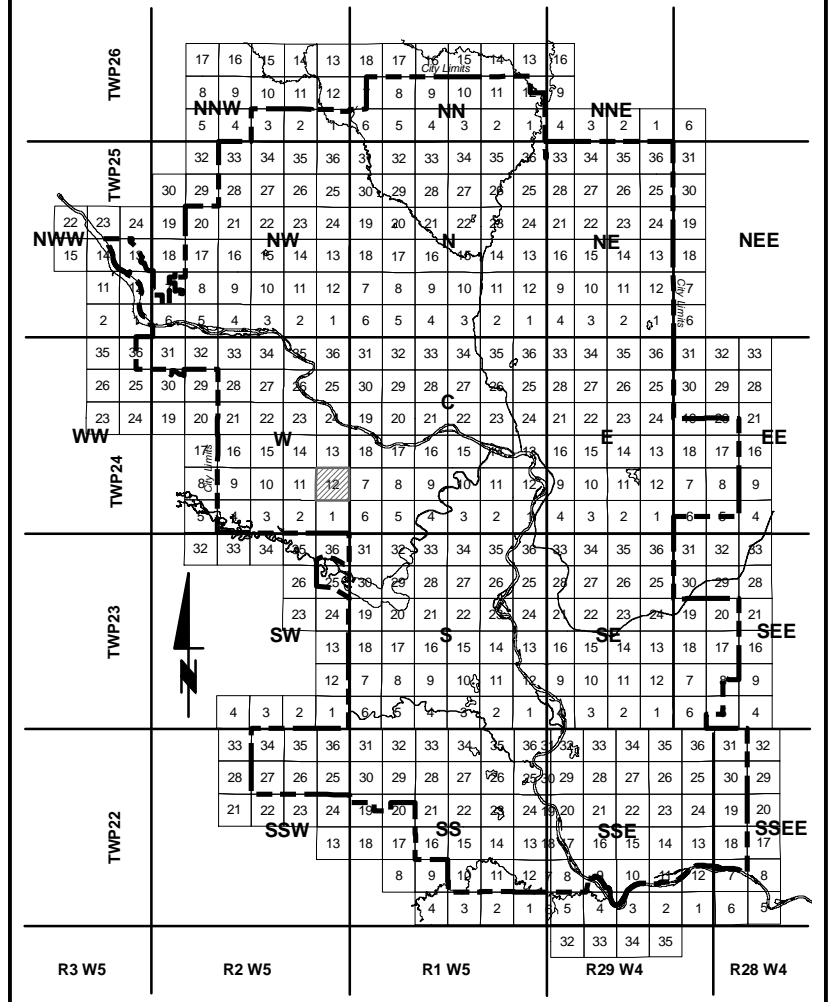 TWP26
17 16 15 14 13 18 17 16 15 14 13 16
City Limits
8 9 10 11 12 8 9 10 11 12 9
NNW NN NNE
5 4 3 2 1 6 5 4 3 2 1 4 3 2 1 6
TWP25
32 33 34 35 36 31 32 33 34 35 36 33 34 35 36 31
30 29 28 27 26 25 30 29 28 27 26 25 28 27 26 25 30
22 23 24 19 20 21 22 23 24 19 20 21 22 23 24 21 22 23 24 19
NWW NW N NE NEE
15 14 13 18 17 16 15 14 13 18 17 16 15 14 13 16 15 14 13 18
11 8 9 10 11 12 7 8 9 10 11 12 9 10 11 12 7
City Limits
2 6 5 4 3 2 1 6 5 4 3 2 1 4 3 2 1 6
35 36 31 32 33 34 35 36 31 32 33 34 35 36 33 34 35 36 31 32 33
26 25 30 29 28 27 26 25 30 29 28 27 26 25 28 27 26 25 30 29 28
C
23 24 19 20 21 22 23 24 19 20 21 22 23 24 21 22 23 24 19 20 21
WW W E EE
17 16 15 14 13 18 17 16 15 14 13 16 15 14 13 18 17 16
City Limits
TWP24
8 9 10 11 12 7 8 9 10 11 12 9 10 11 12 7 8 9
5 4 3 2 1 6 5 4 3 2 1 4 3 2 1 6 5 4
32 33 34 35 36 31 32 33 34 35 36 33 34 35 36 31 32 33
26 25 30 29 28 27 26 25 28 27 26 25 30 29 28
23 24 19 20 21 22 23 24 21 22 23 24 19 20 21
TWP23
SW S SE SEE
13 18 17 16 15 14 13 16 15 14 13 18 17 16
N
12 7 8 9 10 11 12 9 10 11 12 7 8 9
4 3 2 1 6 5 4 3 2 1 3 2 1 6 4
33 34 35 36 31 32 33 34 35 36 31 32 33 34 35 36 31 32
28 27 26 25 30 29 28 27 26 25 30 29 28 27 26 25 30 29
21 22 23 24 19 20 21 22 23 24 19 20 21 22 23 24 19 20
TWP22
SSW SS SSE SSEE
13 18 17 16 15 14 13 18 17 16 15 14 13 18 17
8 9 10 11 12 7 8 9 10 11 12 7 8
4 3 2 1 5 4 3 2 1 6 5
32 33 34 35
R3 W5 R2 W5 R1 W5 R29 W4 R28 W4